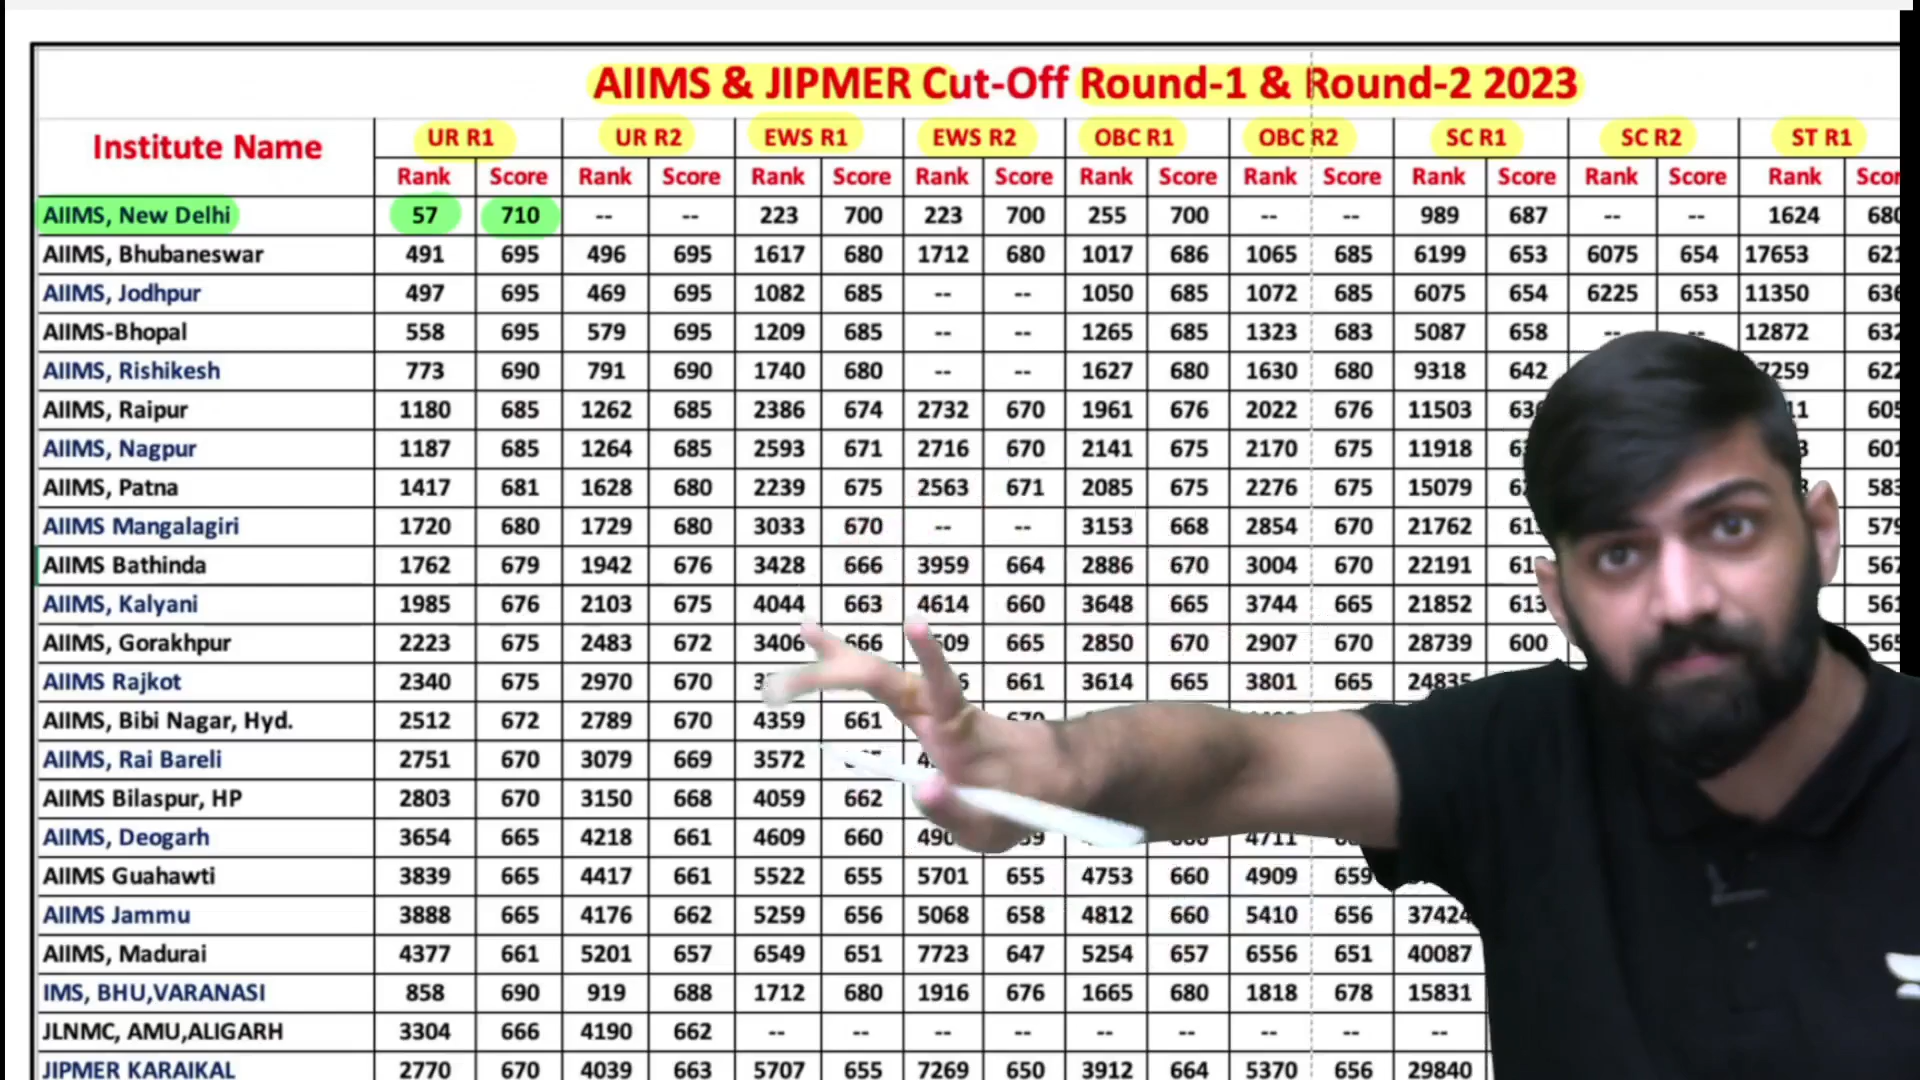 AIIMS & JIPMER Cut-Off Round-1 & Round-2 2023
Institute Name UR R1 UR R2 EWS R1 EWS R2 OBC R1 OBC R2 SC R1 SC R2 ST R1
Rank Score Rank Score Rank Score Rank Score Rank Score Rank Score Rank Score Rank Score Rank
AIIMS, New Delhi 57 710 -- -- 223 700 223 700 255 700 -- -- 989 687 -- -- 1624 680
AIIMS, Bhubaneswar 491 695 496 695 1617 680 1712 680 1017 686 1065 685 6199 653 6075 654 17653 621
AIIMS, Jodhpur 497 695 469 695 1082 685 -- -- 1050 685 1072 685 6075 654 6225 653 11350 636
AIIMS-Bhopal 558 695 579 695 1209 685 -- -- 1265 685 1323 683 5087 658 -- -- 12872 632
AIIMS, Rishikesh 773 690 791 690 1740 680 -- -- 1627 680 1630 680 9318 642 622
AIIMS, Raipur 1180 685 1262 685 2386 674 2732 670 1961 676 2022 676 11503 605
AIIMS, Nagpur 1187 685 1264 685 2593 671 2716 670 2141 675 2170 675 11918 601
AIIMS, Patna 1417 681 1628 680 2239 675 2563 671 2085 675 2276 675 15079 583
AIIMS Mangalagiri 1720 680 1729 680 3033 670 -- -- 3153 668 2854 670 21762 579
AIIMS Bathinda 1762 679 1942 676 3428 666 3959 664 2886 670 3004 670 22191 567
AIIMS, Kalyani 1985 676 2103 675 4044 663 4614 660 3648 665 3744 665 21852 613 561
AIIMS, Gorakhpur 2223 675 2483 672 3406 666 665 2850 670 2907 670 28739 600 565
AIIMS Rajkot 2340 675 2970 670 661 3614 665 3801 665 24835
AIIMS, Bibi Nagar, Hyd. 2512 672 2789 670 4359 661
AIIMS, Rai Bareli 2751 670 3079 669 3572
AIIMS Bilaspur, HP 2803 670 3150 668 4059 662
AIIMS, Deogarh 3654 665 4218 661 4609 660 4711
AIIMS Guahawti 3839 665 4417 661 5522 655 5701 655 4753 660 4909 659
AIIMS Jammu 3888 665 4176 662 5259 656 5068 658 4812 660 5410 656 37424
AIIMS, Madurai 4377 661 5201 657 6549 651 7723 647 5254 657 6556 651 40087
IMS, BHU,VARANASI 858 690 919 688 1712 680 1916 676 1665 680 1818 678 15831
JLNMC, AMU,ALIGARH 3304 666 4190 662 -- -- -- -- -- -- -- -- --
JIPMER KARAIKAL 2770 670 4039 663 5707 655 7269 650 3912 664 5370 656 29840